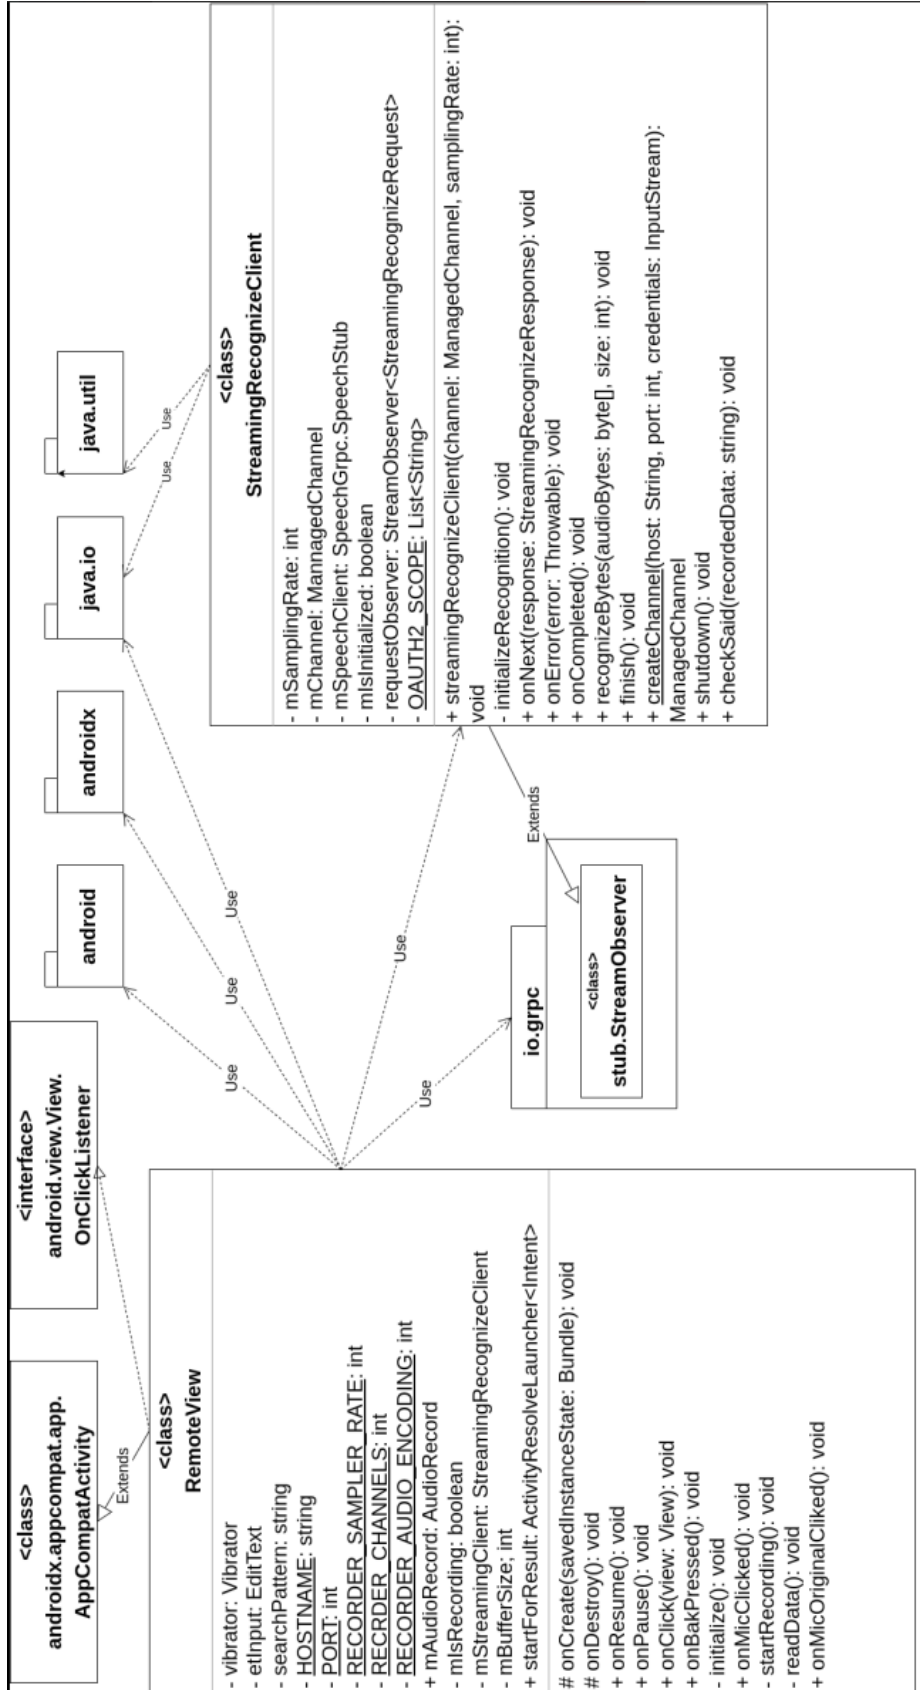 <class>
androidx.appcompat.app.
AppCompatActivity
<interface>
android.view.View.
OnClickListener
android
androidx
java.io
java.util
Extends
Use
Use
Use
Use
Use
<class>
RemoteView
- vibrator: Vibrator
- etInput: EditText
- searchPattern: string
- HOSTNAME: string
- PORT: int
- RECORDER_SAMPLER_RATE: int
- RECRDER_CHANNELS: int
- RECORDER_AUDIO_ENCODING: int
+ mAudioRecord: AudioRecord
- mIsRecording: boolean
- mStreamingClient: StreamingRecognizeClient
- mBufferSize; int
+ startForResult: ActivityResolveLauncher<Intent>
# onCreate(savedInstanceState: Bundle): void
# onDestroy(): void
+ onResume(): void
+ onPause(): void
+ onClick(view: View): void
+ onBakPressed(): void
- initialize(): void
+ onMicClicked(): void
- startRecording(): void
- readData(): void
+ onMicOriginalCliked(): void
Use
Use
io.grpc
<class>
stub.StreamObserver
Extends
<class>
StreamingRecognizeClient
- mSamplingRate: int
- mChannel: MannagedChannel
- mSpeechClient: SpeechGrpc.SpeechStub
- mIsInitialized: boolean
- requestObserver: StreamObserver<StreamingRecognizeRequest>
- OAUTH2_SCOPE: List<String>
+ streamingRecognizeClient(channel: ManagedChannel, samplingRate: int):
void
- initializeRecognition(): void
+ onNext(response: StreamingRecognizeResponse): void
+ onError(error: Throwable): void
+ onCompleted(): void
+ recognizeBytes(audioBytes: byte[], size: int): void
+ finish(): void
+ createChannel(host: String, port: int, credentials: InputStream):
ManagedChannel
+ shutdown(): void
+ checkSaid(recordedData: string): void